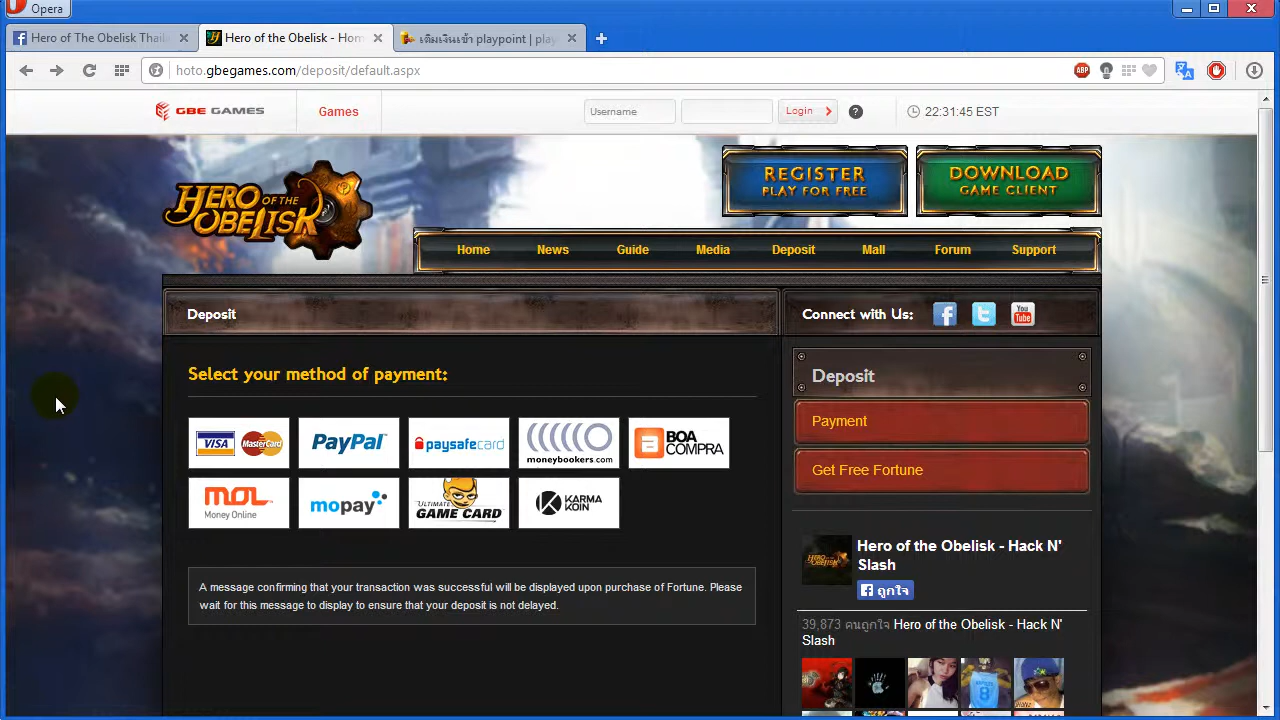 Opera
Hero of The Obelisk Thaila
Hero of the Obelisk - Hom
เติมเงินเข้า playpoint | play
hoto.gbegames.com/deposit/default.aspx
ABP
GBE GAMES
Games
Username
Login
?
22:31:45 EST
HERO OF THE OBELISK
REGISTER
PLAY FOR FREE
DOWNLOAD
GAME CLIENT
Home
News
Guide
Media
Deposit
Mall
Forum
Support
Deposit
Connect with Us:
You
Tube
Select your method of payment:
VISA
MasterCard
PayPal
paysafecard
moneybookers.com
BOA
COMPRA
MOL
Money Online
mopay
ULTIMATE
GAME CARD
KARMA
KOIN
A message confirming that your transaction was successful will be displayed upon purchase of Fortune. Please
wait for this message to display to ensure that your deposit is not delayed.
Deposit
Payment
Get Free Fortune
Hero of the Obelisk - Hack N'
Slash
ถูกใจ
39,873 คนถูกใจ Hero of the Obelisk - Hack N'
Slash